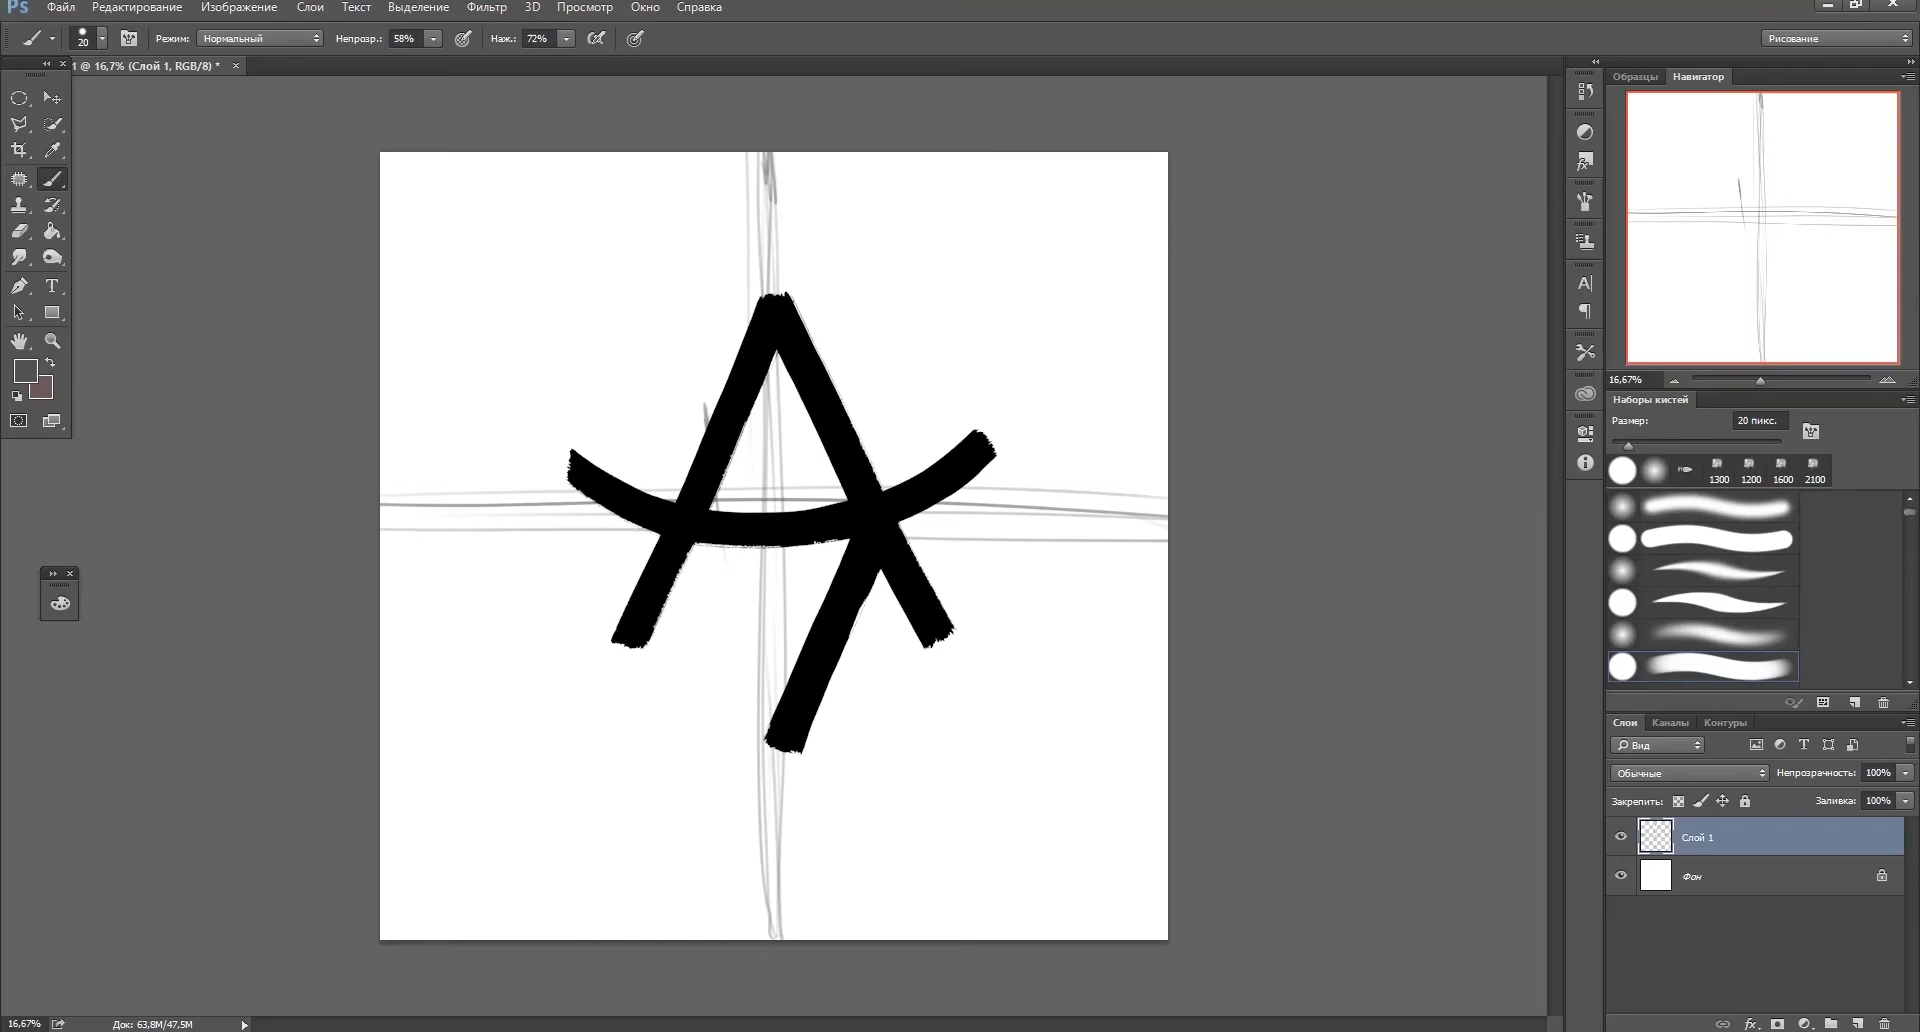 Ps Файл Редактирование Изображение Слои Текст Выделение Фильтр 3D Просмотр Окно Справка
20 Режим: Нормальный Непрозр.: 58% Наж.: 72% Рисование
1 @ 16,7% (Слой 1, RGB/8) * ×
Образцы Навигатор
16,67%
Наборы кистей
Размер: 20 пикс.
1300 1200 1600 2100
Слои Каналы Контуры
Вид
Обычные Непрозрачность: 100%
Закрепить: Заливка: 100%
Слой 1
Фон
16,67% Док: 63,8M/47,5M